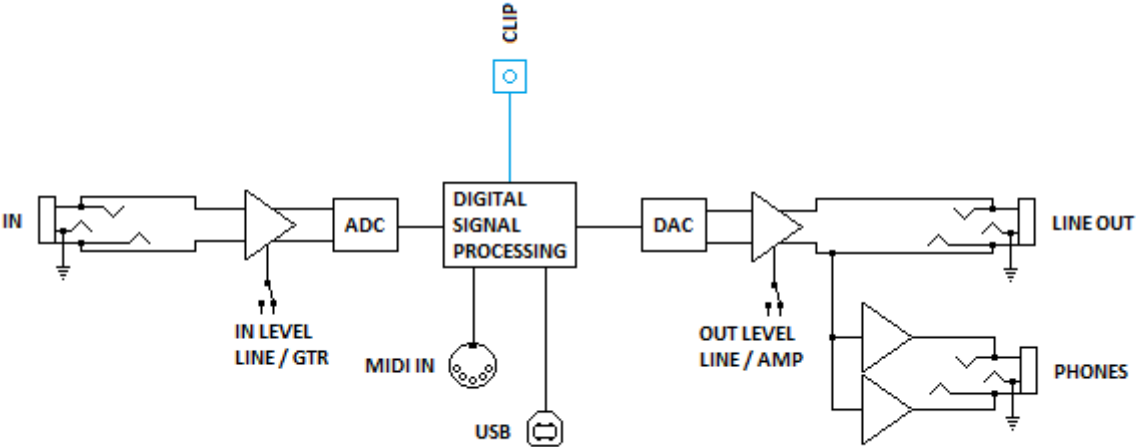 CLIP
IN
ADC
DIGITAL
SIGNAL
PROCESSING
DAC
LINE OUT
IN LEVEL
LINE / GTR
MIDI IN
USB
OUT LEVEL
LINE / AMP
PHONES